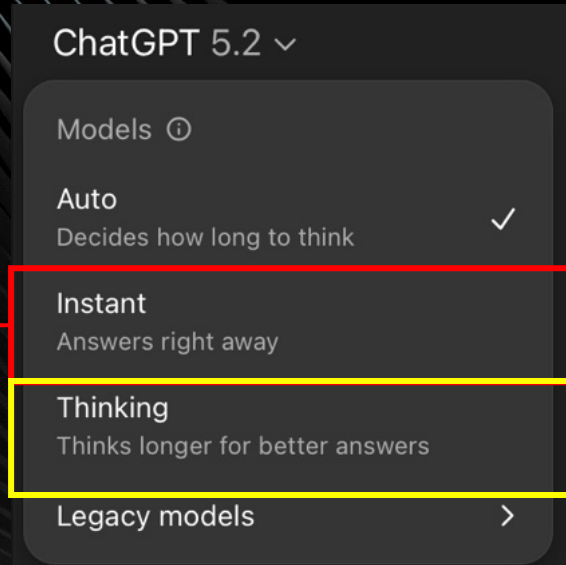 ChatGPT 5.2
Models
Auto
Decides how long to think
Instant
Answers right away
Thinking
Thinks longer for better answers
Legacy models